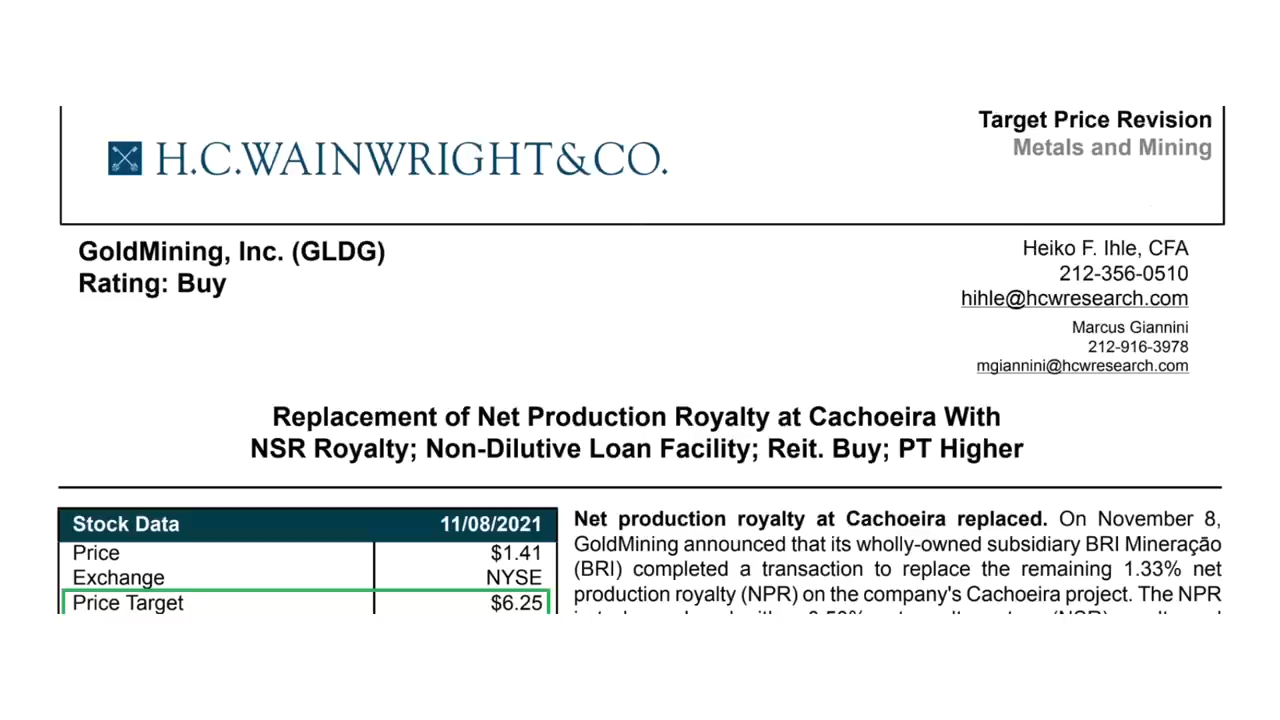 H.C.WAINWRIGHT&CO.
Target Price Revision
Metals and Mining
GoldMining, Inc. (GLDG)
Rating: Buy
Heiko F. Ihle, CFA
212-356-0510
hihle@hcwresearch.com
Marcus Giannini
212-916-3978
mgiannini@hcwresearch.com
Replacement of Net Production Royalty at Cachoeira With
NSR Royalty; Non-Dilutive Loan Facility; Reit. Buy; PT Higher
Stock Data 11/08/2021
Price $1.41
Exchange NYSE
Price Target $6.25
Net production royalty at Cachoeira replaced. On November 8,
GoldMining announced that its wholly-owned subsidiary BRI Mineração
(BRI) completed a transaction to replace the remaining 1.33% net
production royalty (NPR) on the company's Cachoeira project. The NPR